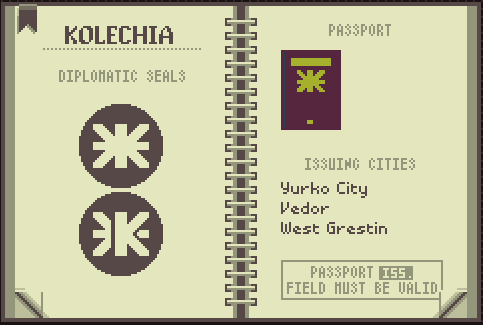 KOLECHIA
DIPLOMATIC SEALS
PASSPORT
ISSUING CITIES
Yurko City
Vedor
West Grestin
PASSPORT ISS.
FIELD MUST BE VALID